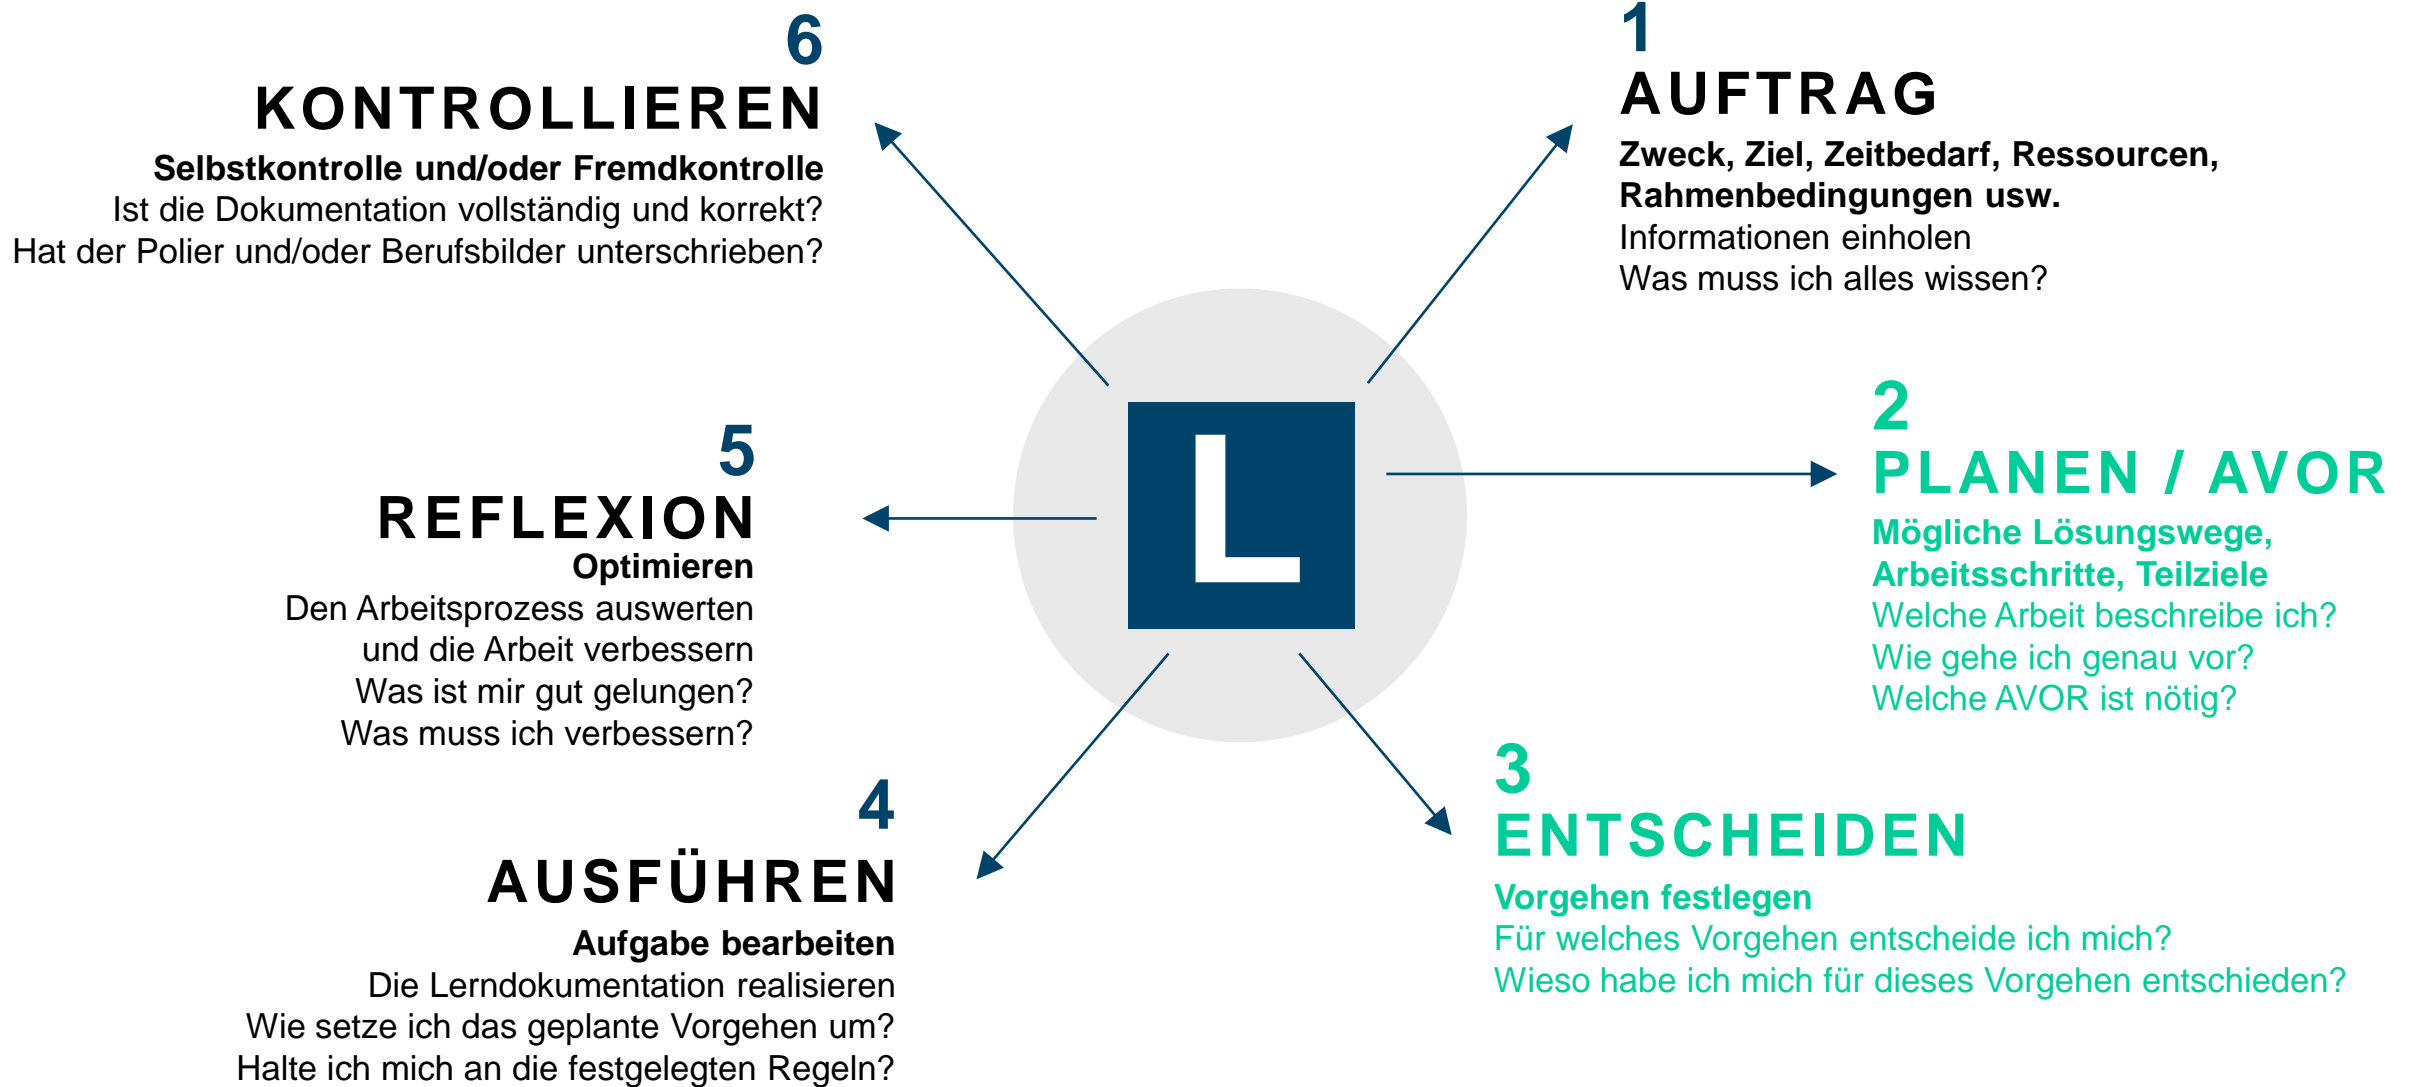 1
AUFTRAG
Zweck, Ziel, Zeitbedarf, Ressourcen,
Rahmenbedingungen usw.
Informationen einholen
Was muss ich alles wissen?
2
PLANEN / AVOR
Mögliche Lösungswege,
Arbeitsschritte, Teilziele
Welche Arbeit beschreibe ich?
Wie gehe ich genau vor?
Welche AVOR ist nötig?
3
ENTSCHEIDEN
Vorgehen festlegen
Für welches Vorgehen entscheide ich mich?
Wieso habe ich mich für dieses Vorgehen entschieden?
4
AUSFÜHREN
Aufgabe bearbeiten
Die Lerndokumentation realisieren
Wie setze ich das geplante Vorgehen um?
Halte ich mich an die festgelegten Regeln?
5
REFLEXION
Optimieren
Den Arbeitsprozess auswerten
und die Arbeit verbessern
Was ist mir gut gelungen?
Was muss ich verbessern?
6
KONTROLLIEREN
Selbstkontrolle und/oder Fremdkontrolle
Ist die Dokumentation vollständig und korrekt?
Hat der Polier und/oder Berufsbilder unterschrieben?
L